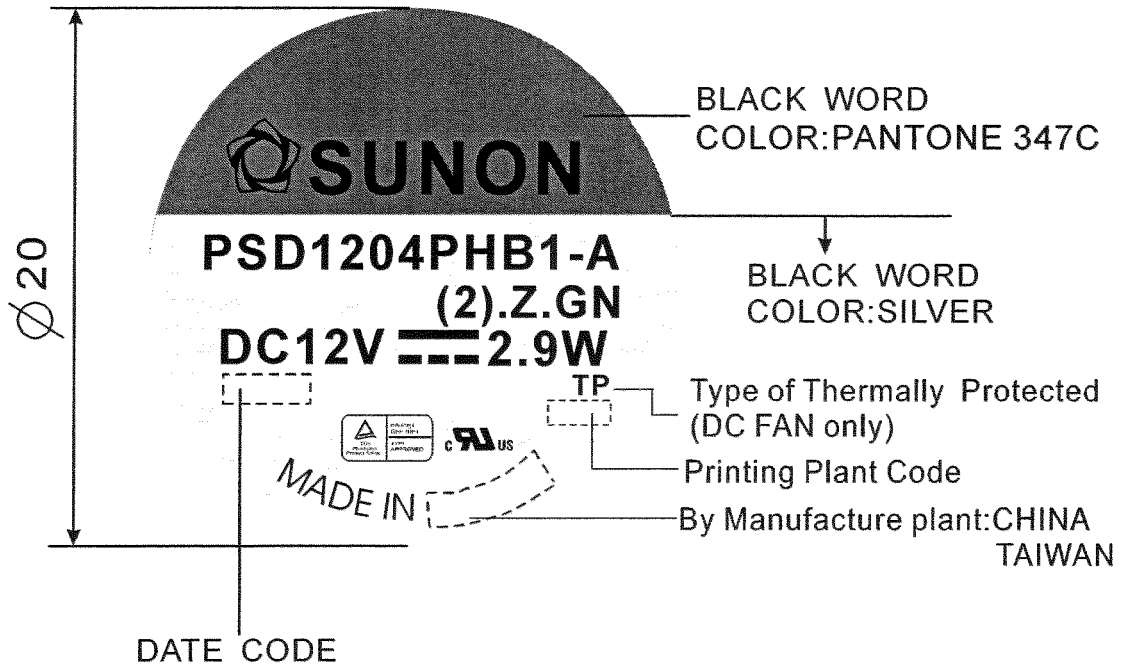 BLACK WORD
COLOR:PANTONE 347C
SUNON
PSD1204PHB1-A
(2).Z.GN
DC12V 2.9W
BLACK WORD
COLOR:SILVER
Ø20
TP
Type of Thermally Protected
(DC FAN only)
c RU US
Printing Plant Code
MADE IN
By Manufacture plant:CHINA
TAIWAN
DATE CODE